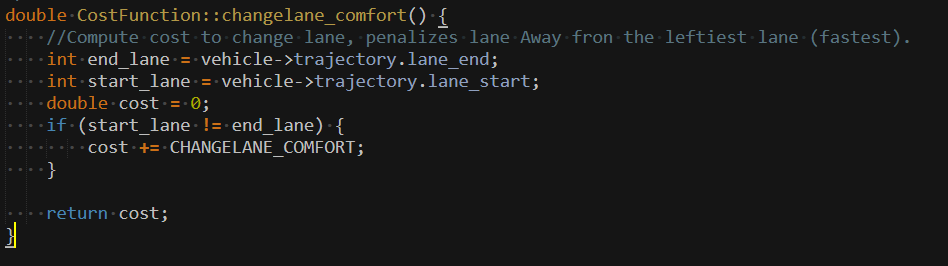 double CostFunction::changelane_comfort() {
    //Compute cost to change lane, penalizes lane Away fron the leftiest lane (fastest).
    int end_lane = vehicle->trajectory.lane_end;
    int start_lane = vehicle->trajectory.lane_start;
    double cost = 0;
    if (start_lane != end_lane) {
        cost += CHANGELANE_COMFORT;
    }

    return cost;
}